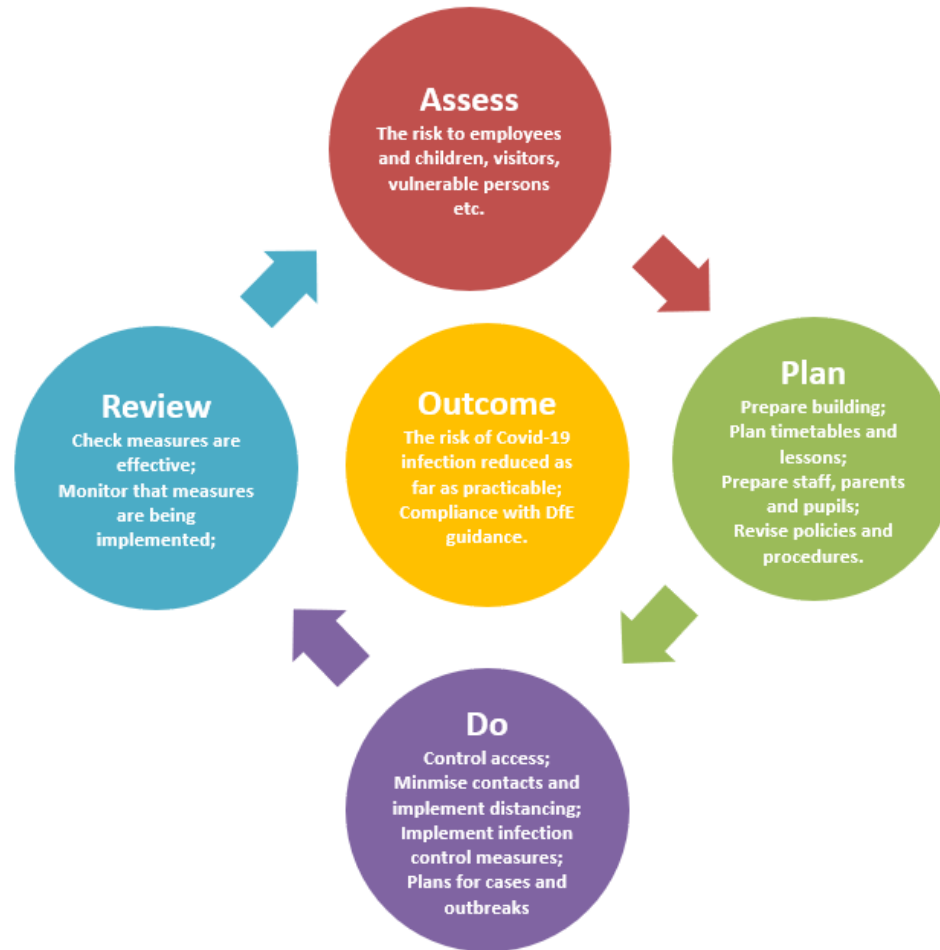 Assess
The risk to employees
and children, visitors,
vulnerable persons
etc.
Review
Check measures are
effective;
Monitor that measures
are being
implemented;
Outcome
The risk of Covid-19
infection reduced as
far as practicable;
Compliance with DfE
guidance.
Plan
Prepare building;
Plan timetables and
lessons;
Prepare staff, parents
and pupils;
Revise policies and
procedures.
Do
Control access;
Minmise contacts and
implement distancing;
Implement infection
control measures;
Plans for cases and
outbreaks